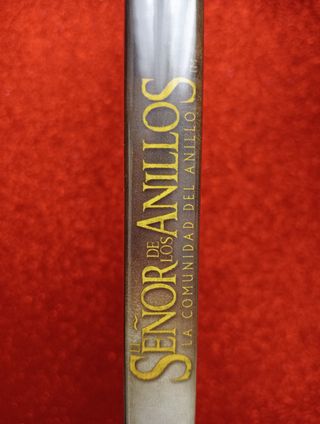 EL SEÑOR DE LOS ANILLOS
LA COMUNIDAD DEL ANILLO